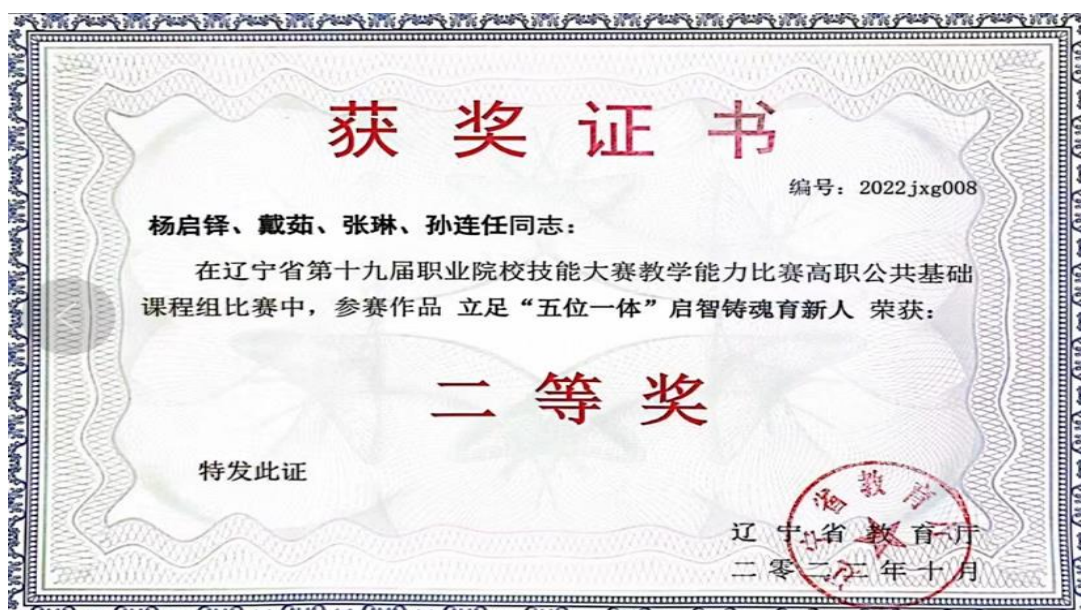 获奖证书
编号：2022jxg008
杨启铎、戴茹、张琳、孙连任同志：
在辽宁省第十九届职业院校技能大赛教学能力比赛高职公共基础
课程组比赛中，参赛作品 立足“五位一体”启智铸魂育新人 荣获：
二等奖
特发此证
辽宁省教育厅
二零二二年十月